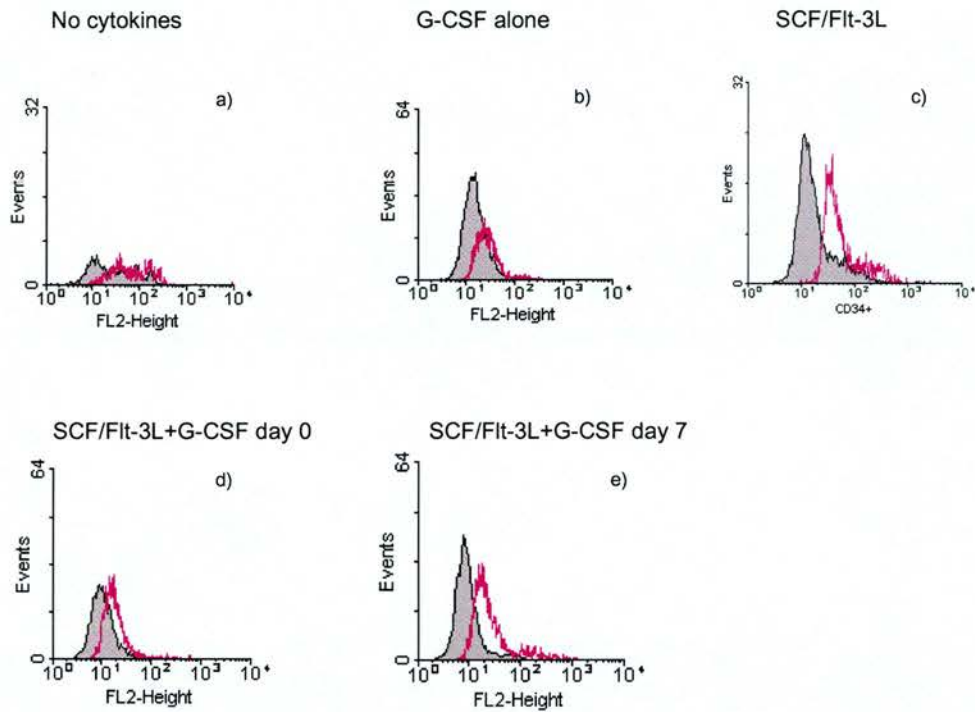 No cytokines
G-CSF alone
SCF/Flt-3L
a)
32
Events
0
10⁰ 10¹ 10² 10³ 10⁴
FL2-Height
b)
64
Events
0
10⁰ 10¹ 10² 10³ 10⁴
FL2-Height
c)
32
Events
0
10⁰ 10¹ 10² 10³ 10⁴
CD34+
SCF/Flt-3L+G-CSF day 0
SCF/Flt-3L+G-CSF day 7
d)
64
Events
0
10⁰ 10¹ 10² 10³ 10⁴
FL2-Height
e)
64
Events
0
10⁰ 10¹ 10² 10³ 10⁴
FL2-Height